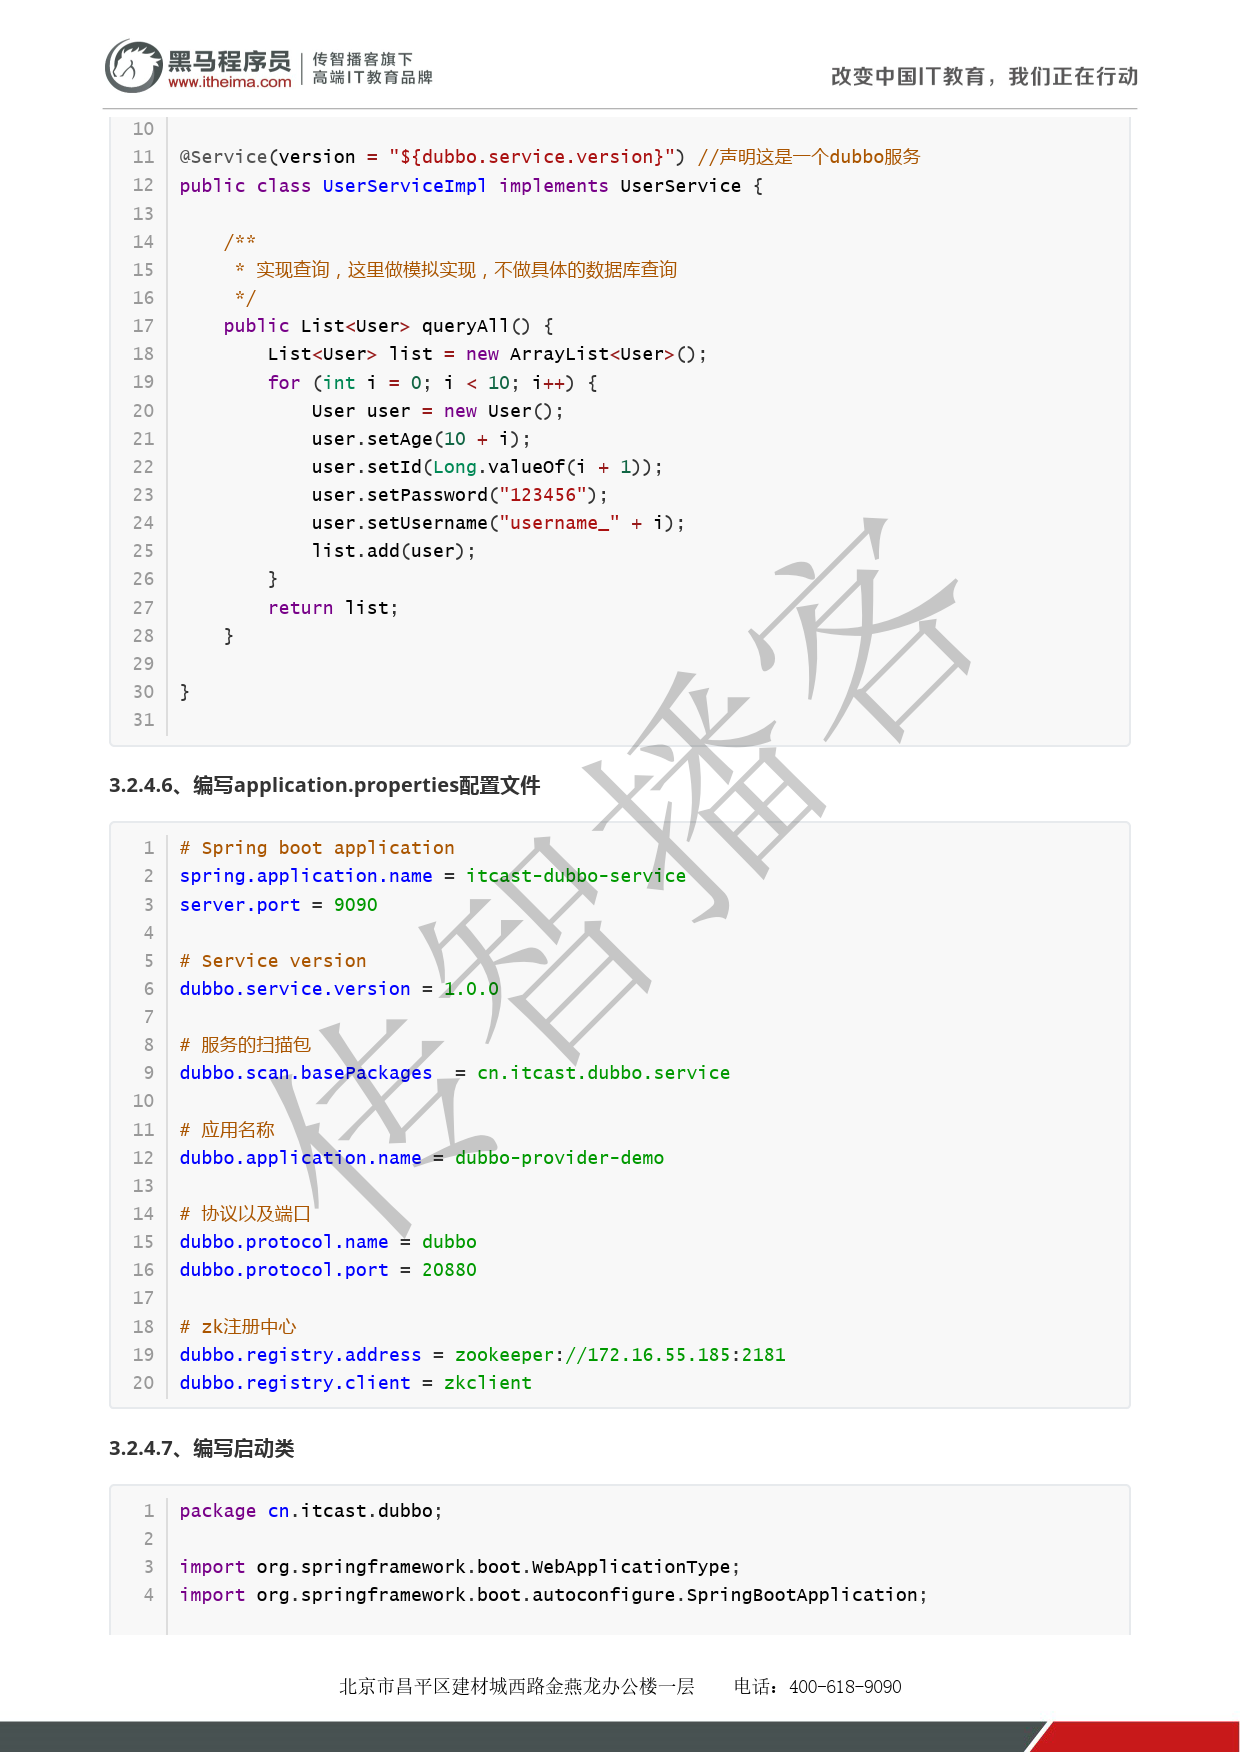 黑马程序员
www.itheima.com
传智播客旗下
高端IT教育品牌
改变中国IT教育，我们正在行动
10
11 @Service(version = "${dubbo.service.version}") //声明这是一个dubbo服务
12 public class UserServiceImpl implements UserService {
13
14     /**
15      * 实现查询，这里做模拟实现，不做具体的数据库查询
16      */
17     public List<User> queryAll() {
18         List<User> list = new ArrayList<User>();
19         for (int i = 0; i < 10; i++) {
20             User user = new User();
21             user.setAge(10 + i);
22             user.setId(Long.valueOf(i + 1));
23             user.setPassword("123456");
24             user.setUsername("username_" + i);
25             list.add(user);
26         }
27         return list;
28     }
29
30 }
31
3.2.4.6、编写application.properties配置文件
1 # Spring boot application
2 spring.application.name = itcast-dubbo-service
3 server.port = 9090
4
5 # Service version
6 dubbo.service.version = 1.0.0
7
8 # 服务的扫描包
9 dubbo.scan.basePackages  = cn.itcast.dubbo.service
10
11 # 应用名称
12 dubbo.application.name = dubbo-provider-demo
13
14 # 协议以及端口
15 dubbo.protocol.name = dubbo
16 dubbo.protocol.port = 20880
17
18 # zk注册中心
19 dubbo.registry.address = zookeeper://172.16.55.185:2181
20 dubbo.registry.client = zkclient
3.2.4.7、编写启动类
1 package cn.itcast.dubbo;
2
3 import org.springframework.boot.WebApplicationType;
4 import org.springframework.boot.autoconfigure.SpringBootApplication;
传智播客
北京市昌平区建材城西路金燕龙办公楼一层 电话：400-618-9090